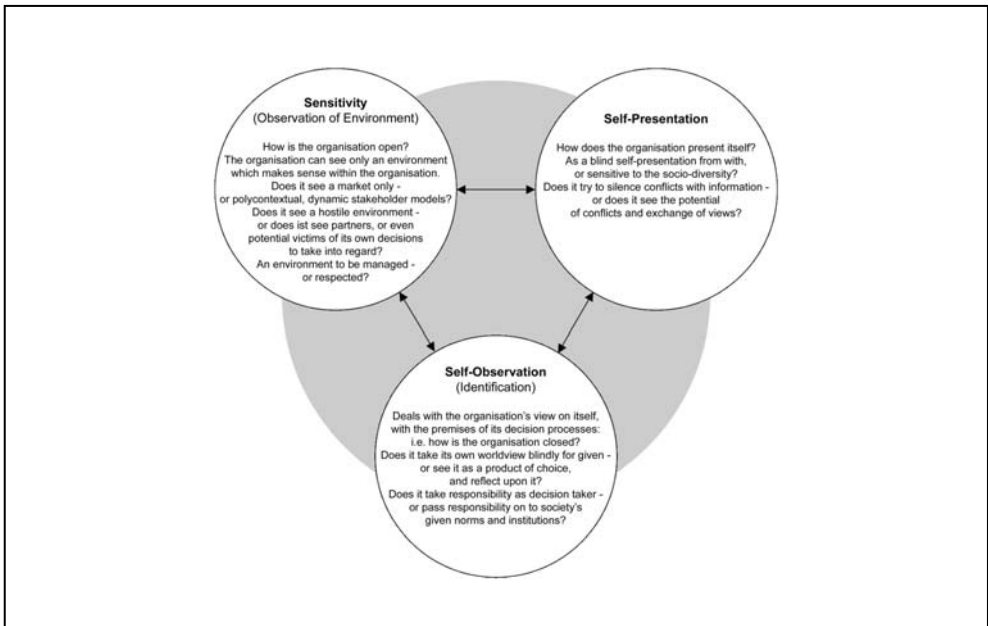 Sensitivity
(Observation of Environment)
How is the organisation open?
The organisation can see only an environment
which makes sense within the organisation.
Does it see a market only -
or polycontextual, dynamic stakeholder models?
Does it see a hostile environment -
or does ist see partners, or even
potential victims of its own decisions
to take into regard?
An environment to be managed -
or respected?
Self-Presentation
How does the organisation present itself?
As a blind self-presentation from with,
or sensitive to the socio-diversity?
Does it try to silence conflicts with information -
or does it see the potential
of conflicts and exchange of views?
Self-Observation
(Identification)
Deals with the organisation's view on itself,
with the premises of its decision processes:
i.e. how is the organisation closed?
Does it take its own worldview blindly for given -
or see it as a product of choice,
and reflect upon it?
Does it take responsibility as decision taker -
or pass responsibility on to society's
given norms and institutions?